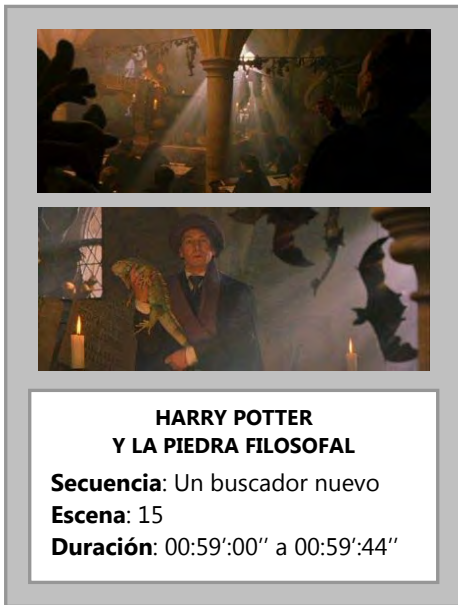 HARRY POTTER
Y LA PIEDRA FILOSOFAL
Secuencia: Un buscador nuevo
Escena: 15
Duración: 00:59’:00’’ a 00:59’:44’’